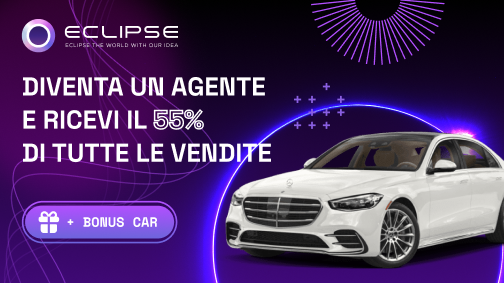 ECLIPSE
ECLIPSE THE WORLD WITH OUR IDEA
DIVENTA UN AGENTE
E RICEVI IL 55%
DI TUTTE LE VENDITE
+ BONUS CAR